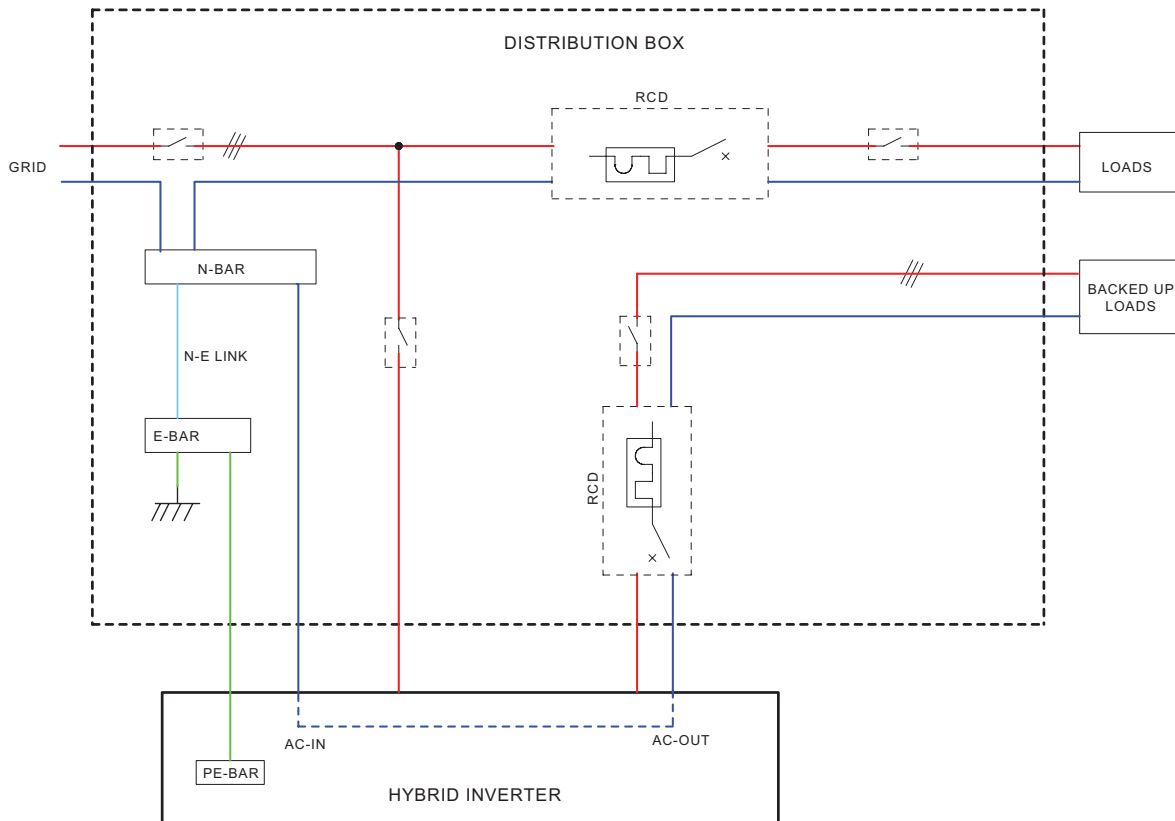 DISTRIBUTION BOX
RCD
GRID
LOADS
N-BAR
BACKED UP
LOADS
N-E LINK
E-BAR
RCD
AC-IN
AC-OUT
PE-BAR
HYBRID INVERTER